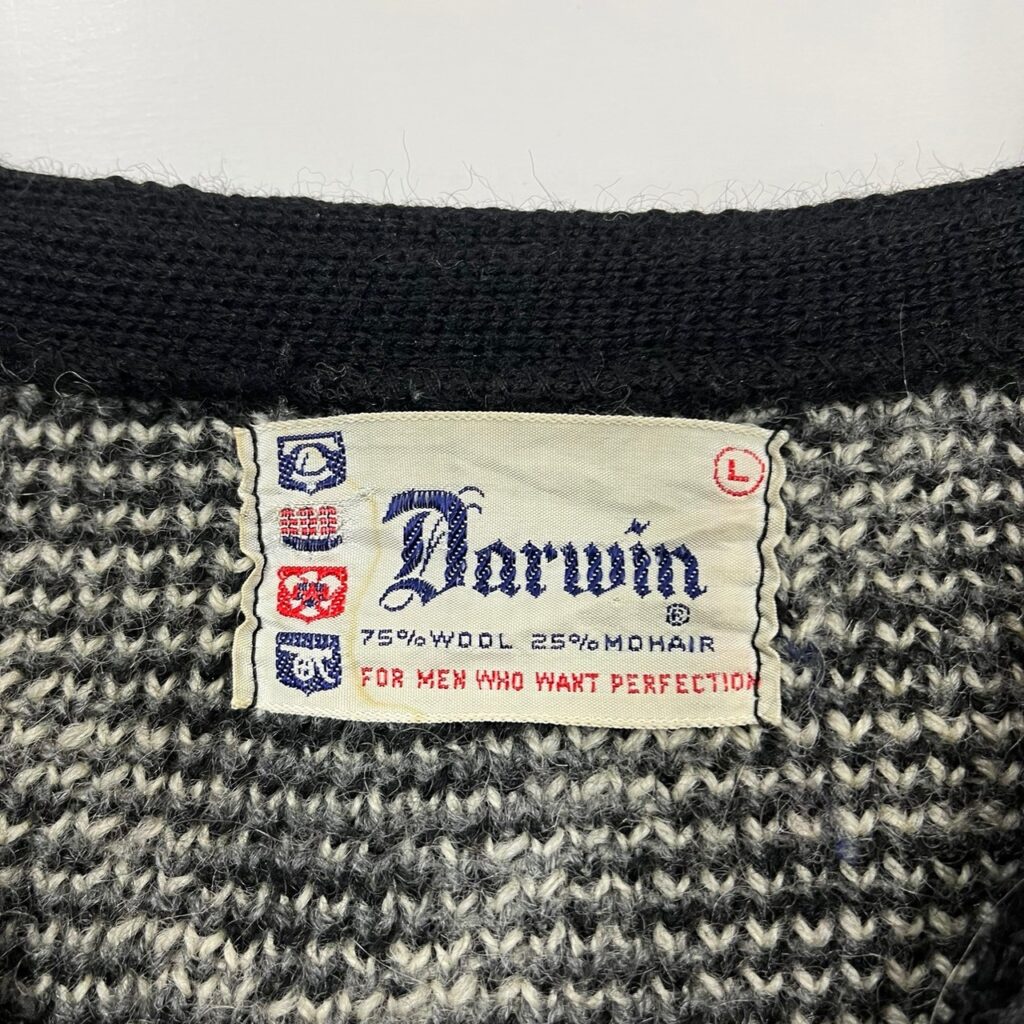 L
Darwin
®
75% WOOL 25% MOHAIR
FOR MEN WHO WANT PERFECTION